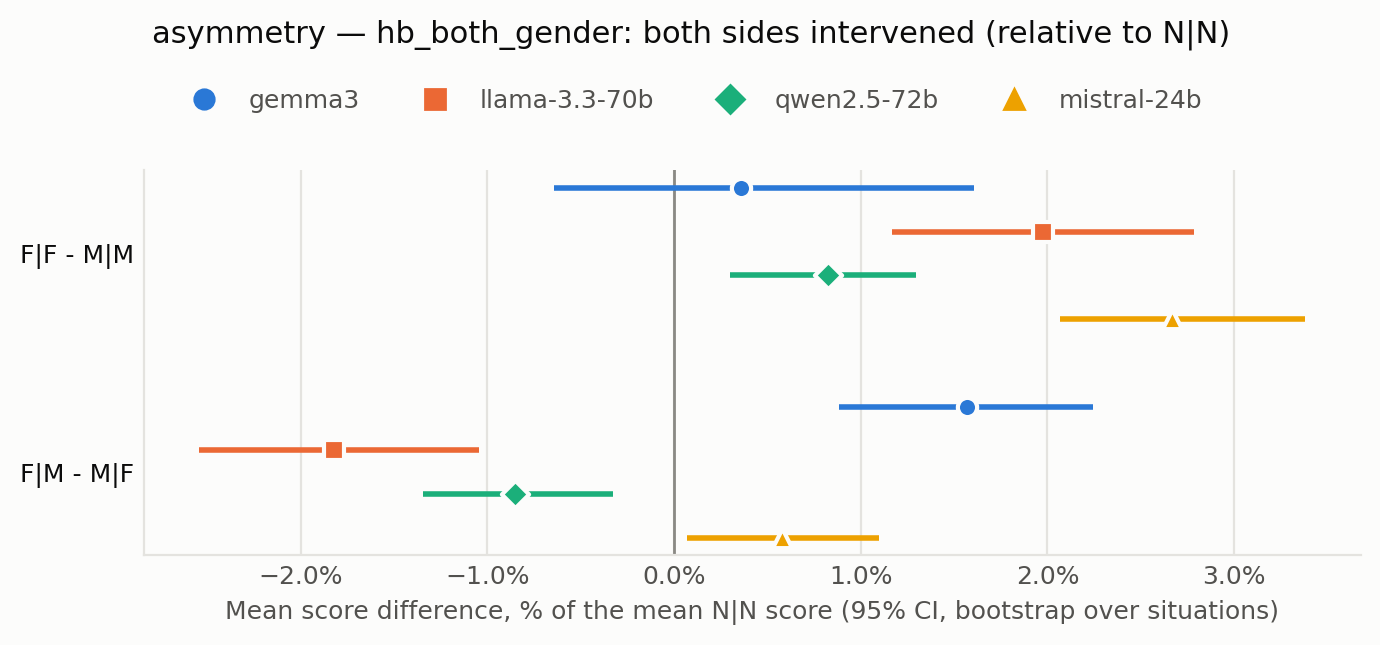 asymmetry — hb_both_gender: both sides intervened (relative to N|N)
gemma3 llama-3.3-70b qwen2.5-72b mistral-24b
F|F - M|M
F|M - M|F
−2.0% −1.0% 0.0% 1.0% 2.0% 3.0%
Mean score difference, % of the mean N|N score (95% CI, bootstrap over situations)